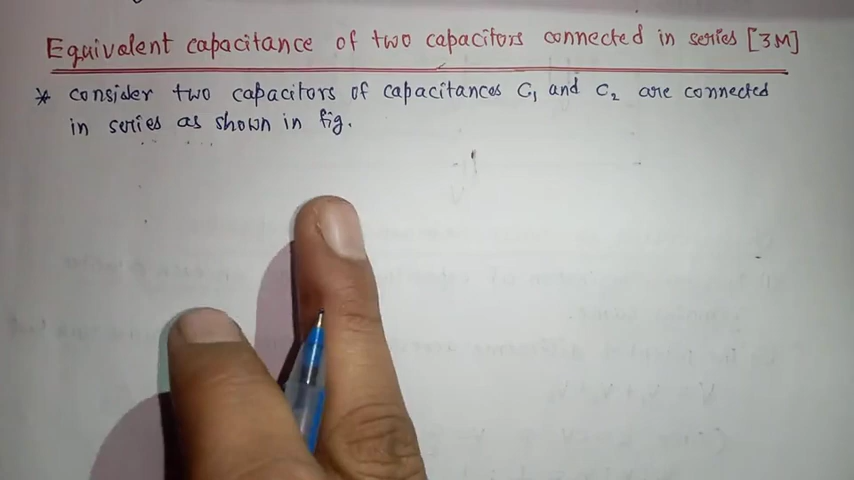 Equivalent capacitance of two capacitors connected in series [3M]
* consider two capacitors of capacitances C₁ and C₂ are connected
in series as shown in fig.